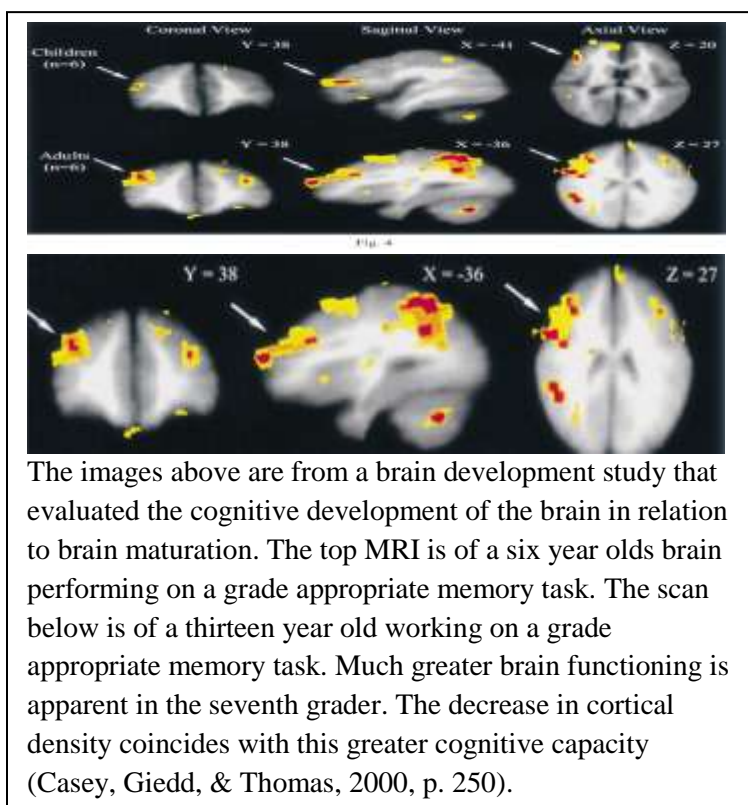 Coronal View Sagittal View Axial View
Children
(n=6)
Y = 38 X = -41 Z = 20
Adults
(n=6)
Y = 38 X = -36 Z = 27
Fig. 4
Y = 38 X = -36 Z = 27
The images above are from a brain development study that
evaluated the cognitive development of the brain in relation
to brain maturation. The top MRI is of a six year olds brain
performing on a grade appropriate memory task. The scan
below is of a thirteen year old working on a grade
appropriate memory task. Much greater brain functioning is
apparent in the seventh grader. The decrease in cortical
density coincides with this greater cognitive capacity
(Casey, Giedd, & Thomas, 2000, p. 250).